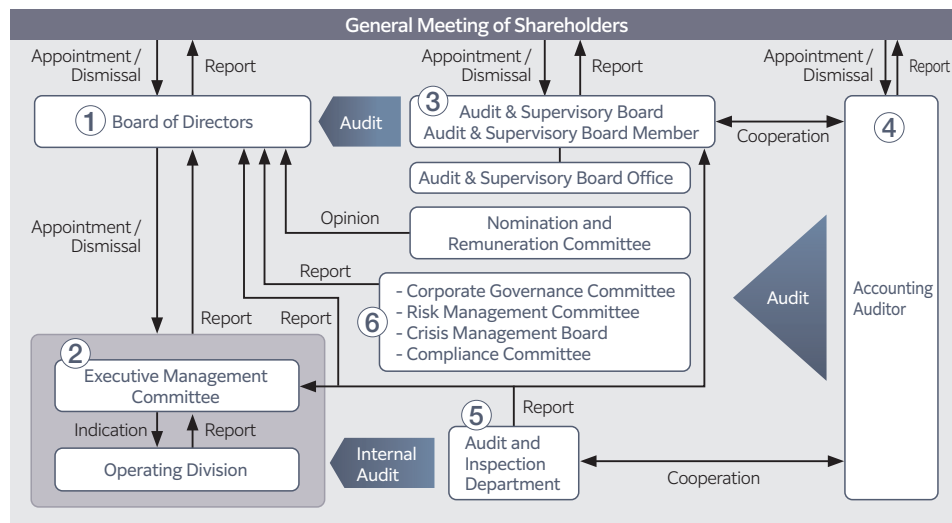 General Meeting of Shareholders
Appointment /
Dismissal
Report
Appointment /
Dismissal
Report
Appointment /
Dismissal
Report
1 Board of Directors
Audit
3
Audit & Supervisory Board
Audit & Supervisory Board Member
Cooperation
4
Audit & Supervisory Board Office
Appointment /
Dismissal
Opinion
Nomination and
Remuneration Committee
Report
6
- Corporate Governance Committee
- Risk Management Committee
- Crisis Management Board
- Compliance Committee
Audit
Accounting
Auditor
Report
Report
2
Executive Management
Committee
Indication
Report
Operating Division
Internal
Audit
5
Audit and
Inspection
Department
Report
Cooperation